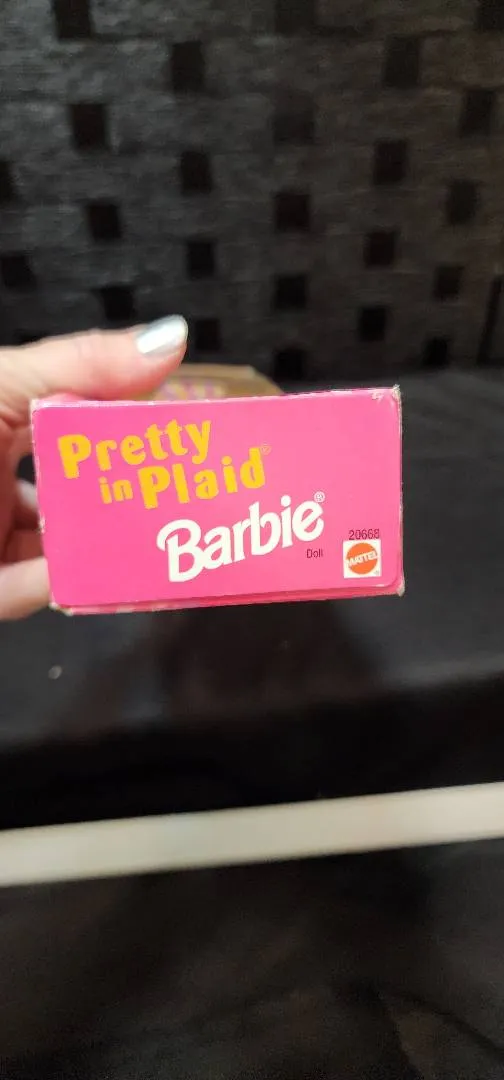 Pretty
in Plaid®
Barbie®
Doll
20668
MATTEL